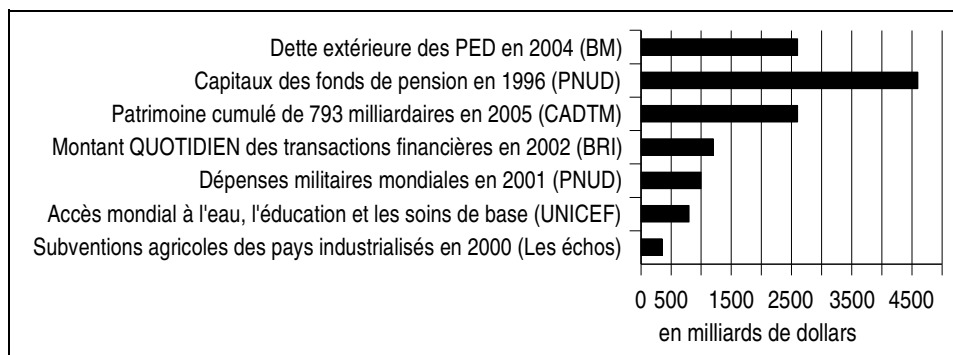 Dette extérieure des PED en 2004 (BM)
Capitaux des fonds de pension en 1996 (PNUD)
Patrimoine cumulé de 793 milliardaires en 2005 (CADTM)
Montant QUOTIDIEN des transactions financières en 2002 (BRI)
Dépenses militaires mondiales en 2001 (PNUD)
Accès mondial à l'eau, l'éducation et les soins de base (UNICEF)
Subventions agricoles des pays industrialisés en 2000 (Les échos)
0 500 1500 2500 3500 4500
en milliards de dollars